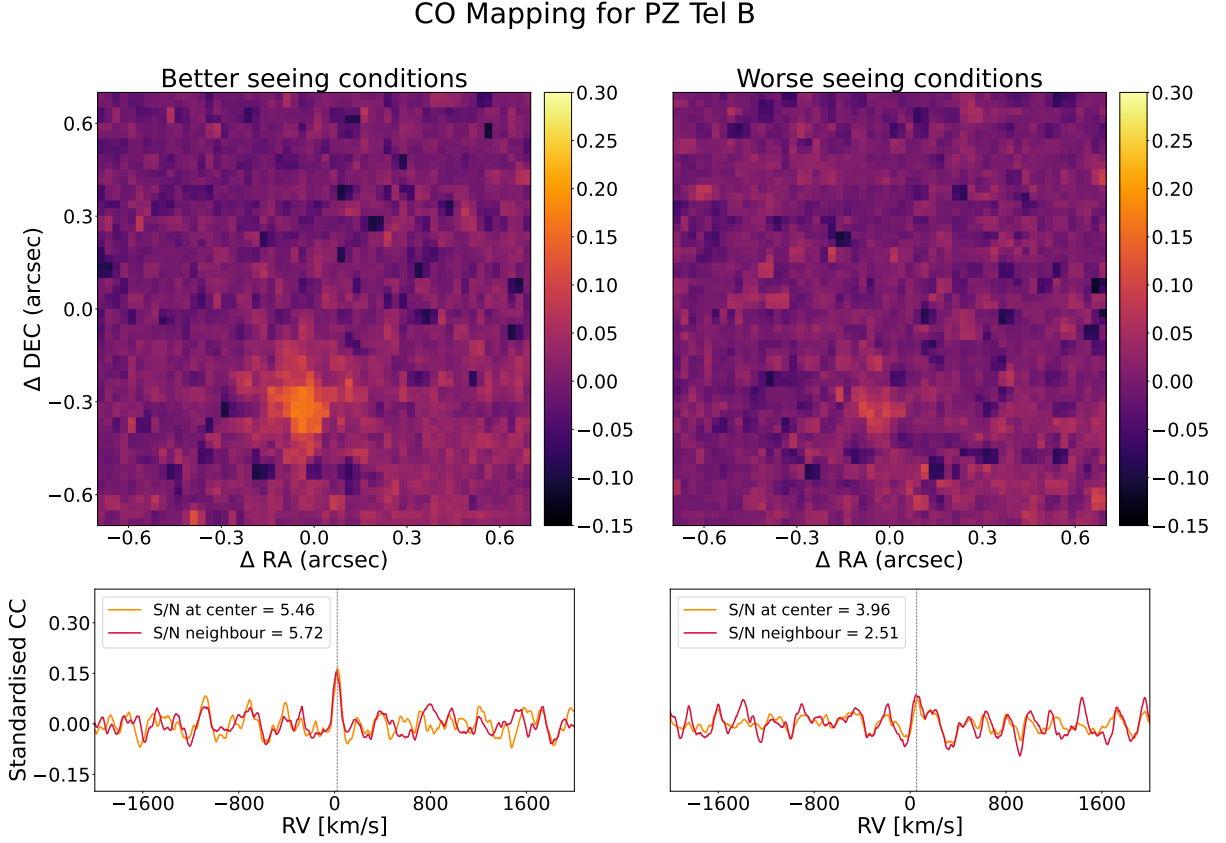 CO Mapping for PZ Tel B
Better seeing conditions
Worse seeing conditions
0.6
0.3
0.0
−0.3
−0.6
Δ DEC (arcsec)
−0.6 −0.3 0.0 0.3 0.6
Δ RA (arcsec)
0.30
0.25
0.20
0.15
0.10
0.05
0.00
−0.05
−0.10
−0.15
−0.6 −0.3 0.0 0.3 0.6
Δ RA (arcsec)
0.30
0.25
0.20
0.15
0.10
0.05
0.00
−0.05
−0.10
−0.15
Standardised CC
0.30
0.15
0.00
−0.15
S/N at center = 5.46
S/N neighbour = 5.72
−1600 −800 0 800 1600
RV [km/s]
S/N at center = 3.96
S/N neighbour = 2.51
−1600 −800 0 800 1600
RV [km/s]